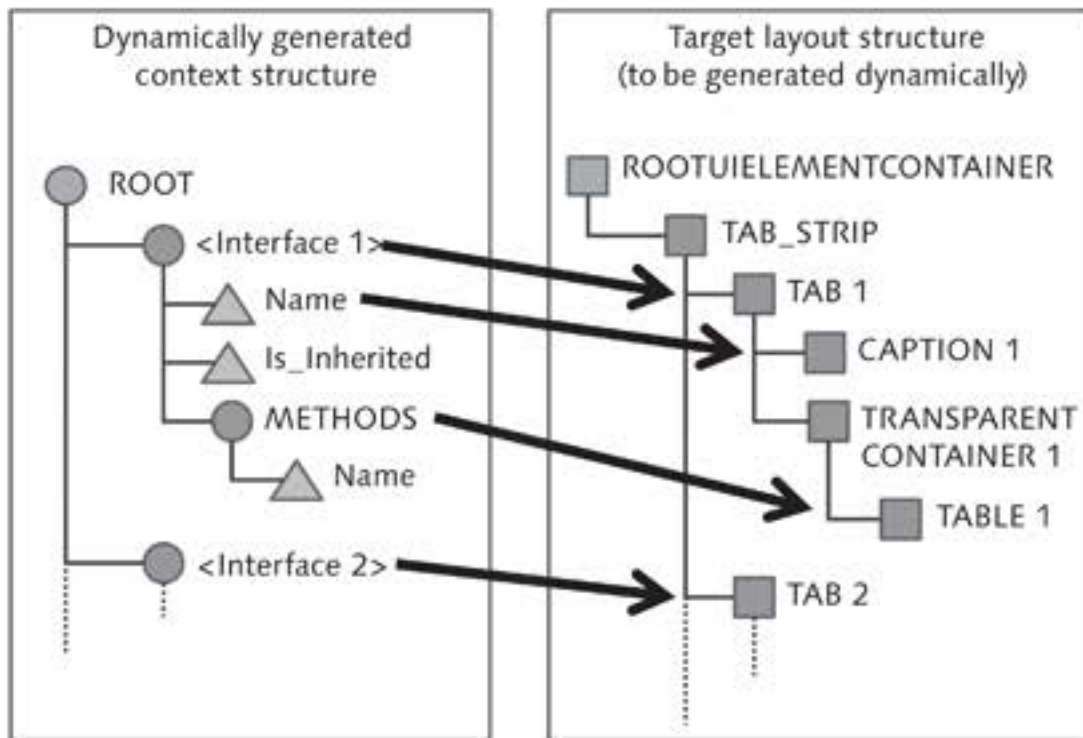 Dynamically generated
context structure
ROOT
<Interface 1>
Name
Is_Inherited
METHODS
Name
<Interface 2>
Target layout structure
(to be generated dynamically)
ROOTUIELEMENTCONTAINER
TAB_STRIP
TAB 1
CAPTION 1
TRANSPARENT
CONTAINER 1
TABLE 1
TAB 2